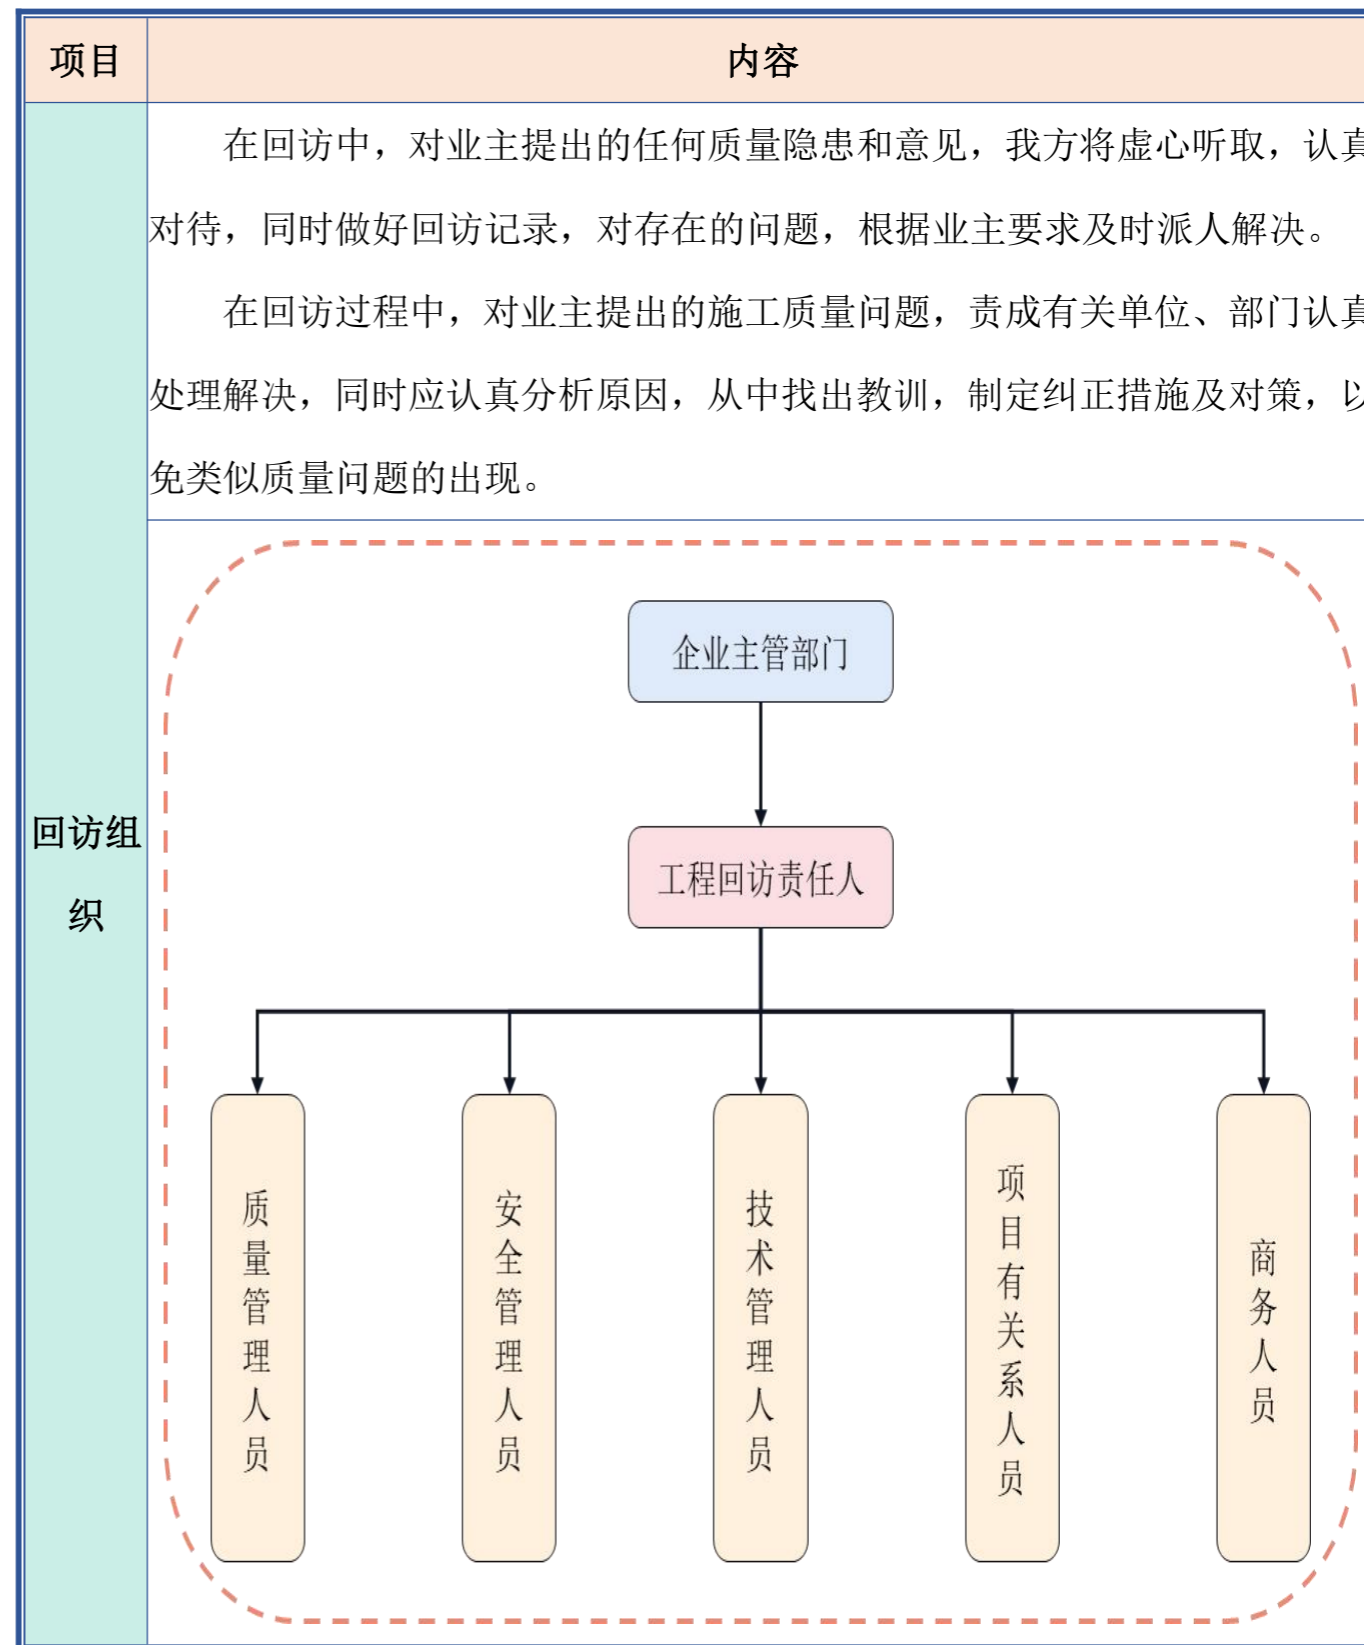 项目
内容
在回访中，对业主提出的任何质量隐患和意见，我方将虚心听取，认真
对待，同时做好回访记录，对存在的问题，根据业主要求及时派人解决。
在回访过程中，对业主提出的施工质量问题，责成有关单位、部门认真
处理解决，同时应认真分析原因，从中找出教训，制定纠正措施及对策，以
免类似质量问题的出现。
回访组
织
企业主管部门
工程回访责任人
质量管理人员
安全管理人员
技术管理人员
项目有关系人员
商务人员